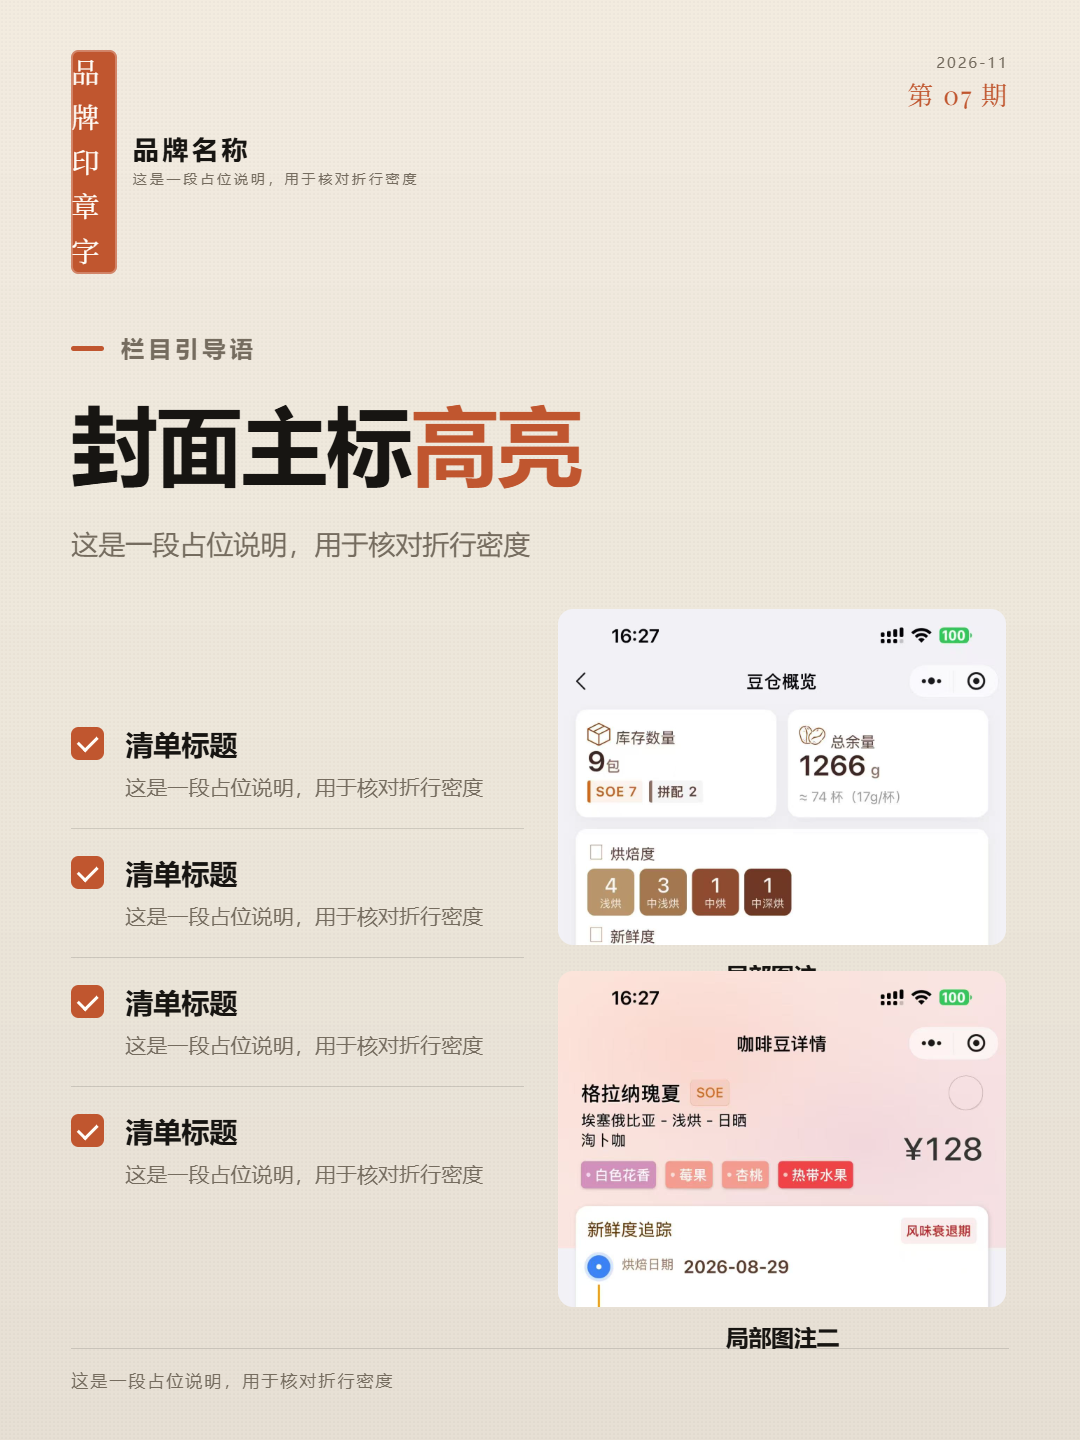 品牌印章字
品牌名称
这是一段占位说明，用于核对折行密度
2026-11
第 07 期
栏目引导语
封面主标高亮
这是一段占位说明，用于核对折行密度
清单标题
这是一段占位说明，用于核对折行密度
清单标题
这是一段占位说明，用于核对折行密度
清单标题
这是一段占位说明，用于核对折行密度
清单标题
这是一段占位说明，用于核对折行密度
16:27
100
豆仓概览
库存数量
9包
SOE 7 拼配 2
总余量
1266 g
≈ 74 杯（17g/杯）
烘焙度
4 3 1 1
浅烘 中浅烘 中烘 中深烘
新鲜度
局部图注
16:27
100
咖啡豆详情
格拉纳瑰夏 SOE
埃塞俄比亚 - 浅烘 - 日晒
淘卜咖
¥128
• 白色花香 • 莓果 • 杏桃 • 热带水果
新鲜度追踪
风味衰退期
烘焙日期 2026-08-29
局部图注二
这是一段占位说明，用于核对折行密度